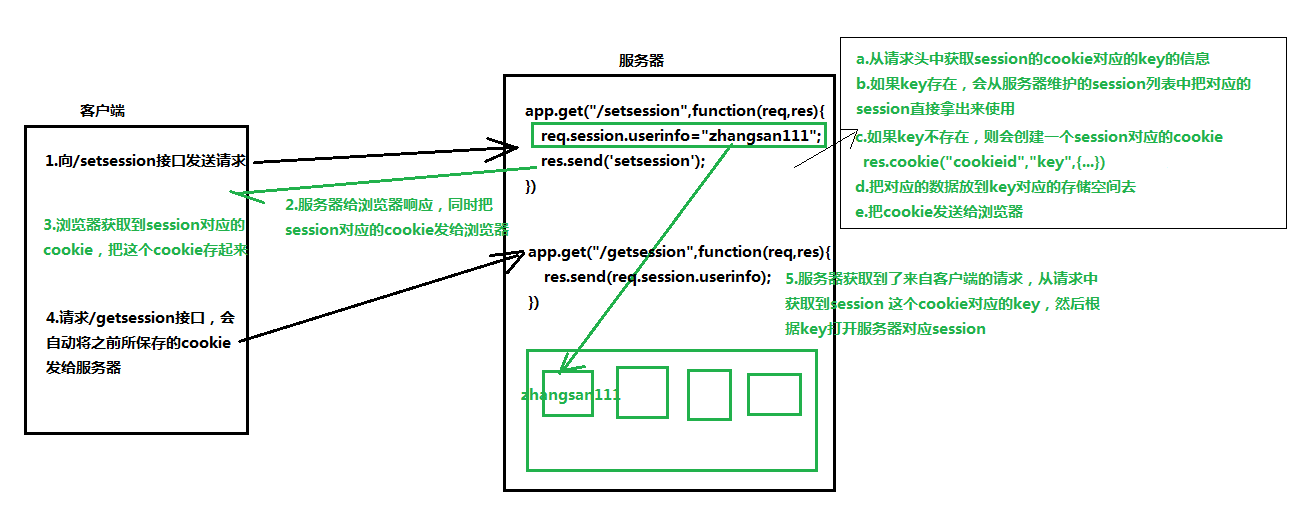 客户端
1.向/setsession接口发送请求
3.浏览器获取到session对应的
cookie，把这个cookie存起来
4.请求/getsession接口，会
自动将之前所保存的cookie
发给服务器
2.服务器给浏览器响应，同时把
session对应的cookie发给浏览器
服务器
app.get("/setsession",function(req,res){
req.session.userinfo="zhangsan111";
res.send('setsession');
})
app.get("/getsession",function(req,res){
res.send(req.session.userinfo);
})
zhangsan111
a.从请求头中获取session的cookie对应的key的信息
b.如果key存在，会从服务器维护的session列表中把对应的
session直接拿出来使用
c.如果key不存在，则会创建一个session对应的cookie
res.cookie("cookieid","key",{...})
d.把对应的数据放到key对应的存储空间去
e.把cookie发送给浏览器
5.服务器获取到了来自客户端的请求，从请求中
获取到session 这个cookie对应的key，然后根
据key打开服务器对应session